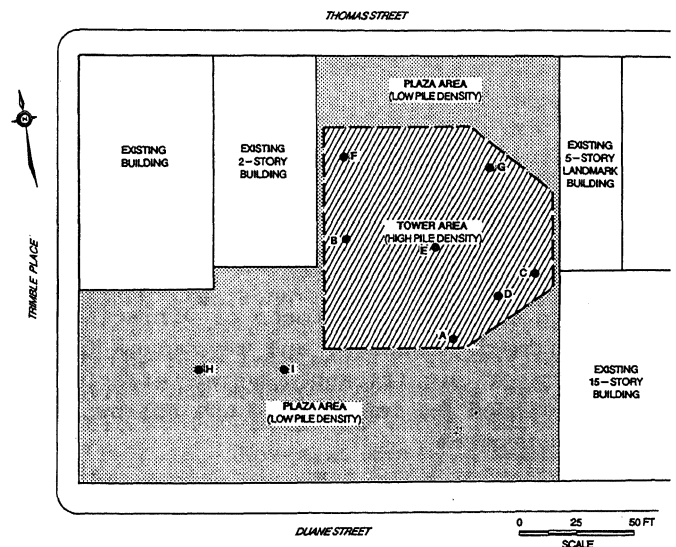 THOMAS STREET
PLAZA AREA
(LOW PILE DENSITY)
EXISTING
BUILDING
EXISTING
2-STORY
BUILDING
EXISTING
5-STORY
LANDMARK
BUILDING
F
G
TRIMBLE PLACE
TOWER AREA
(HIGH PILE DENSITY)
B
E
C
D
A
H
I
PLAZA AREA
(LOW PILE DENSITY)
EXISTING
15-STORY
BUILDING
DUANE STREET
0 25 50 FT
SCALE